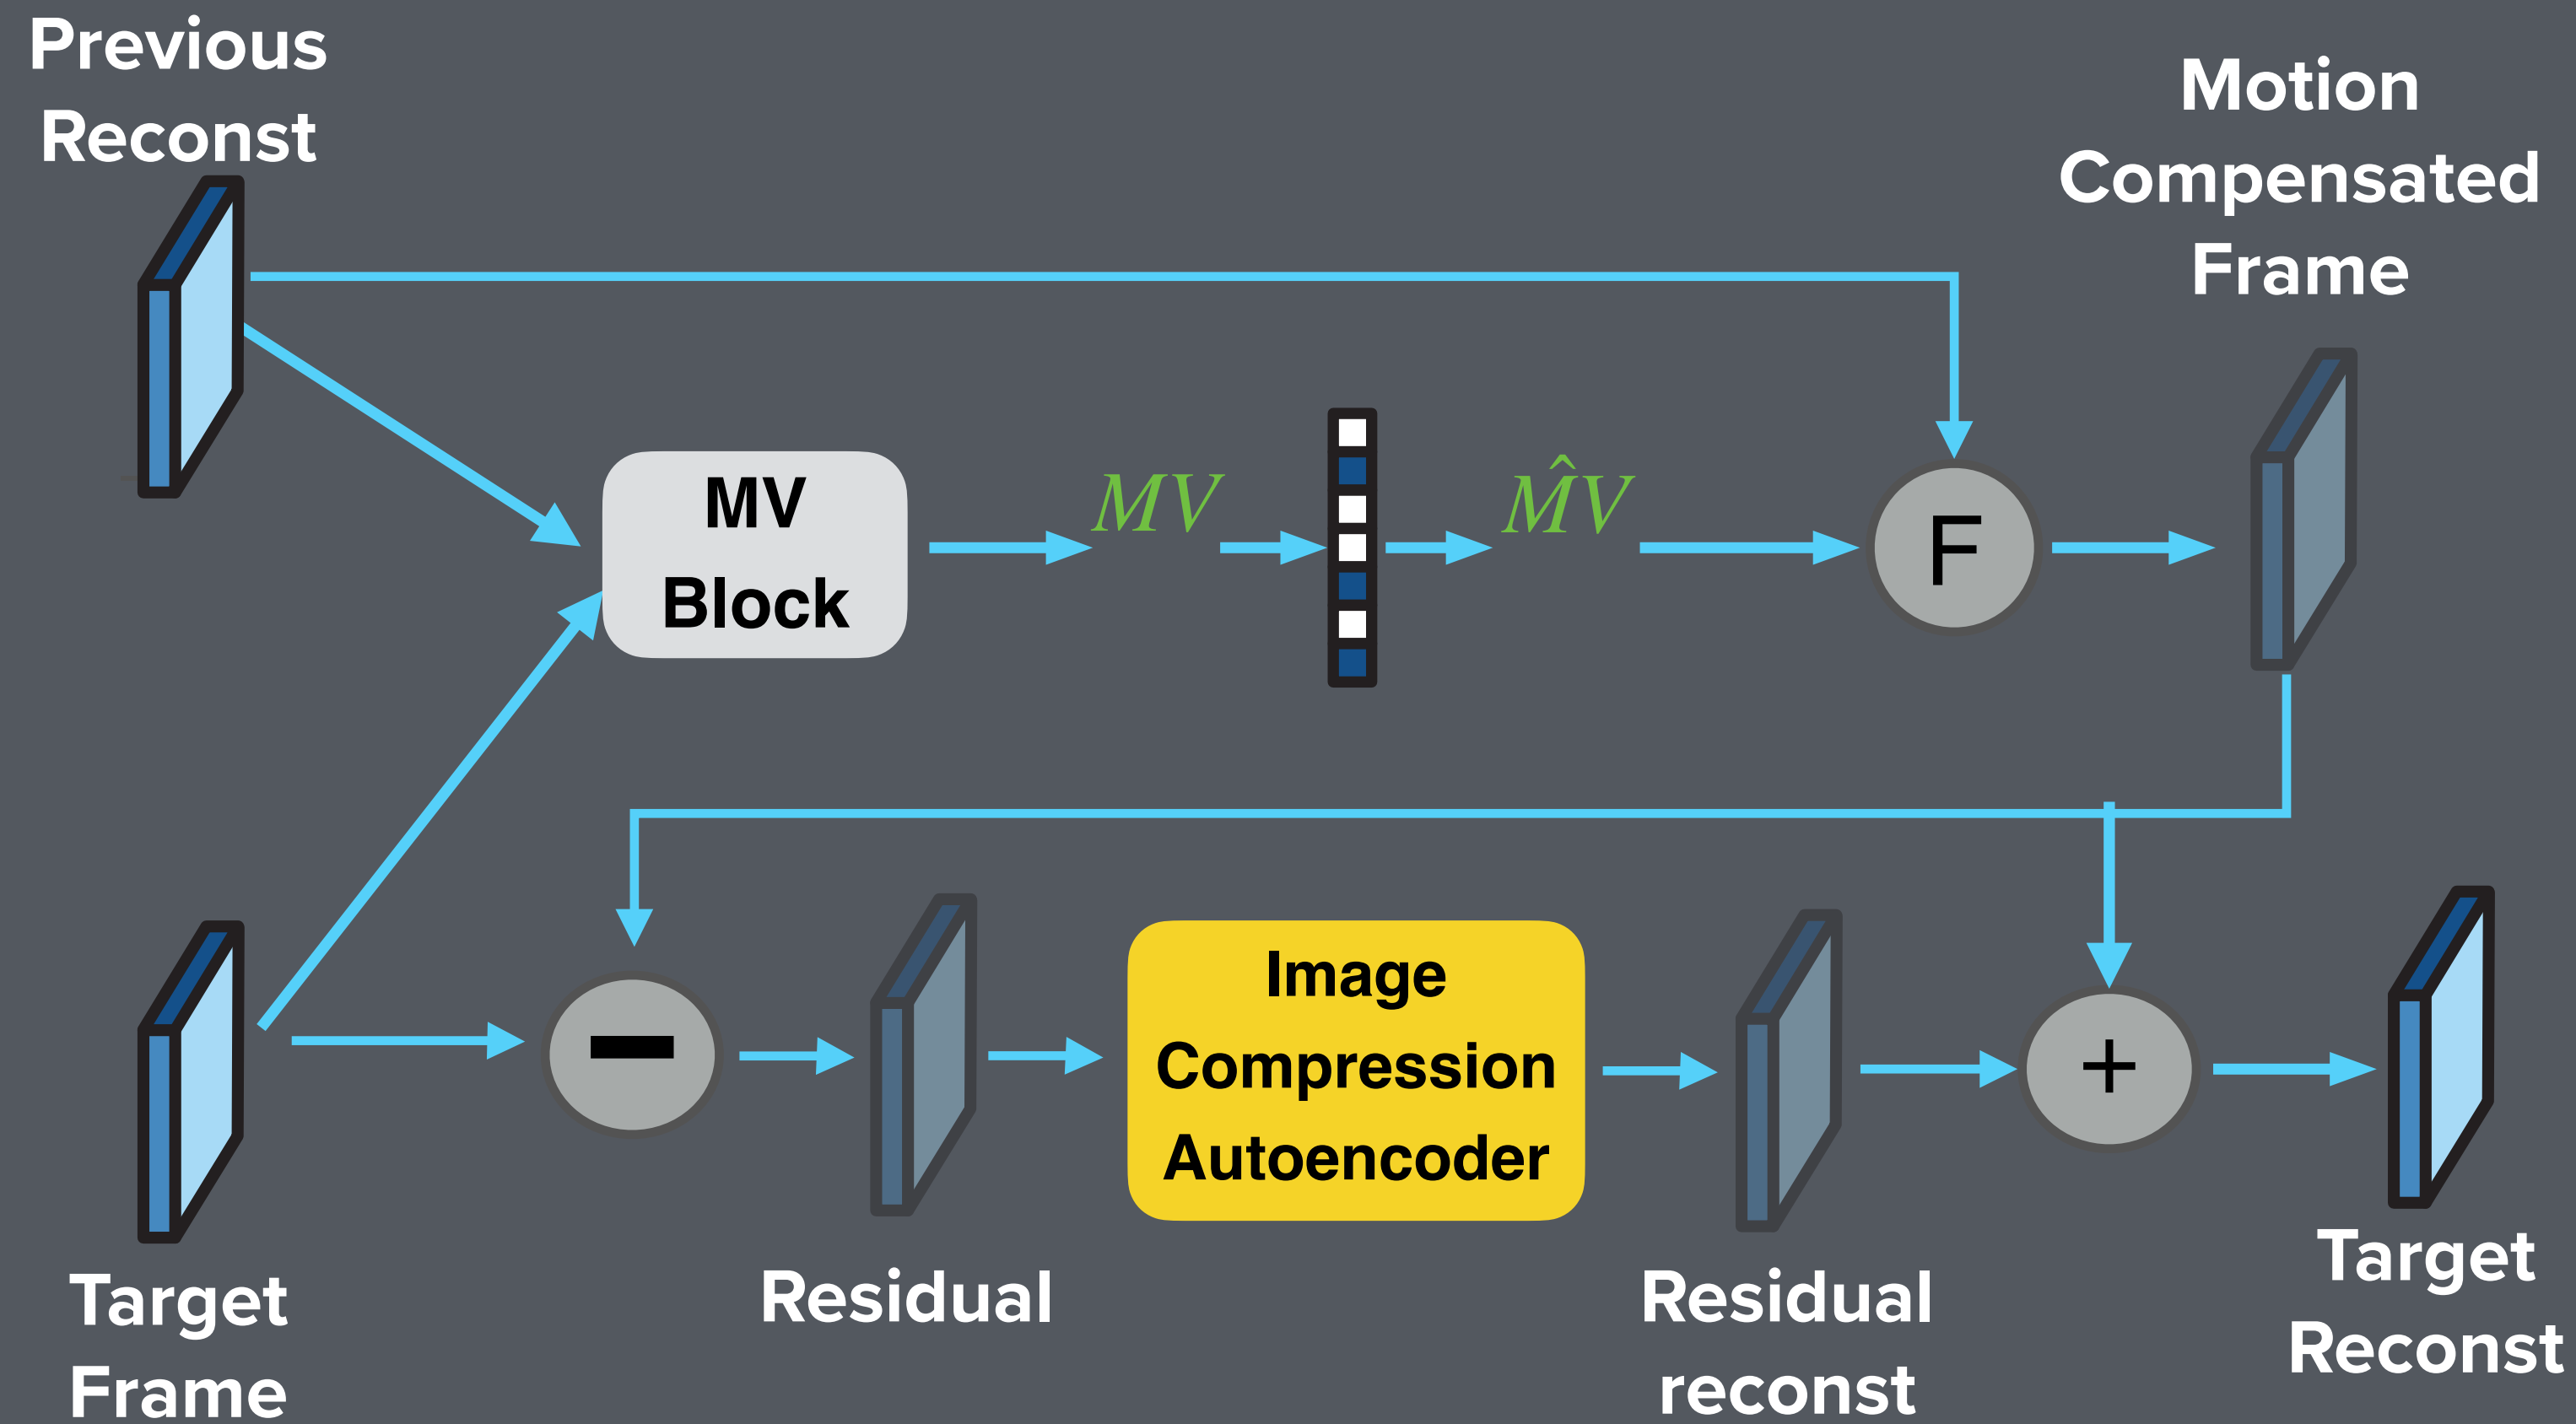 Previous
Reconst
Motion
Compensated
Frame
MV
Block
MV
M̂V
F
−
Image
Compression
Autoencoder
+
Target
Frame
Residual
Residual
reconst
Target
Reconst